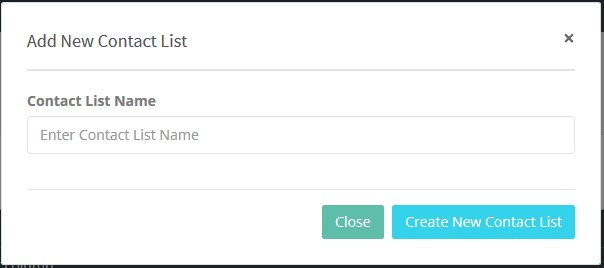 Add New Contact List
×
Contact List Name
Enter Contact List Name
Close
Create New Contact List